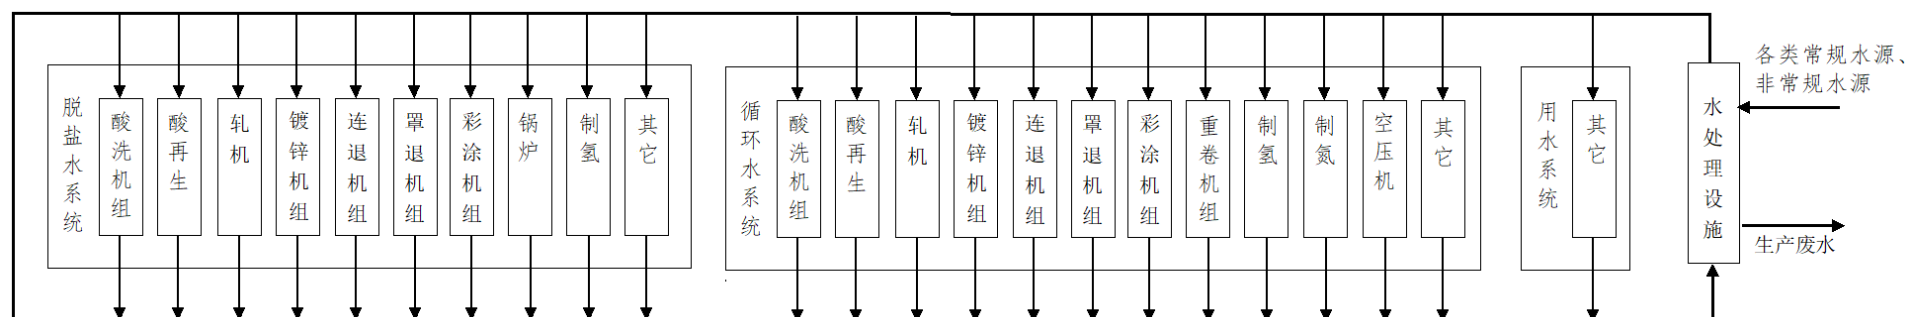 脱盐水系统
酸洗机组
酸再生
轧机
镀锌机组
连退机组
罩退机组
彩涂机组
锅炉
制氢
其它
循环水系统
酸洗机组
酸再生
轧机
镀锌机组
连退机组
罩退机组
彩涂机组
重卷机组
制氢
制氮
空压机
其它
用水系统
其它
水处理设施
各类常规水源、
非常规水源
生产废水